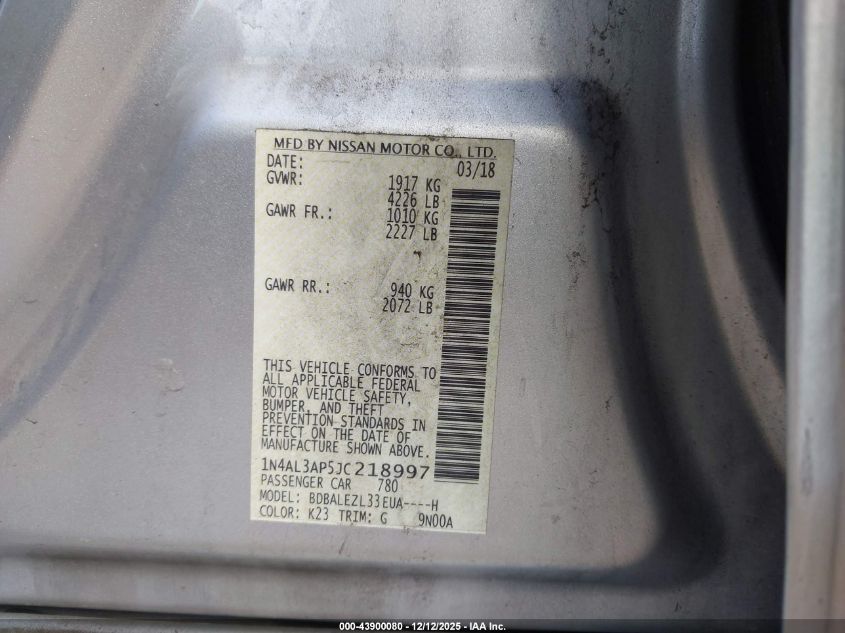 MFD BY NISSAN MOTOR CO., LTD.
DATE: 03/18
GVWR: 1917 KG
4226 LB
GAWR FR.: 1010 KG
2227 LB
GAWR RR.: 940 KG
2072 LB
THIS VEHICLE CONFORMS TO
ALL APPLICABLE FEDERAL
MOTOR VEHICLE SAFETY,
BUMPER, AND THEFT
PREVENTION STANDARDS IN
EFFECT ON THE DATE OF
MANUFACTURE SHOWN ABOVE.
1N4AL3AP5JC218997
PASSENGER CAR 780
MODEL: BDBALEZL33EUA----H
COLOR: K23 TRIM: G 9N00A
000-43900080 - 12/12/2025 - IAA Inc.